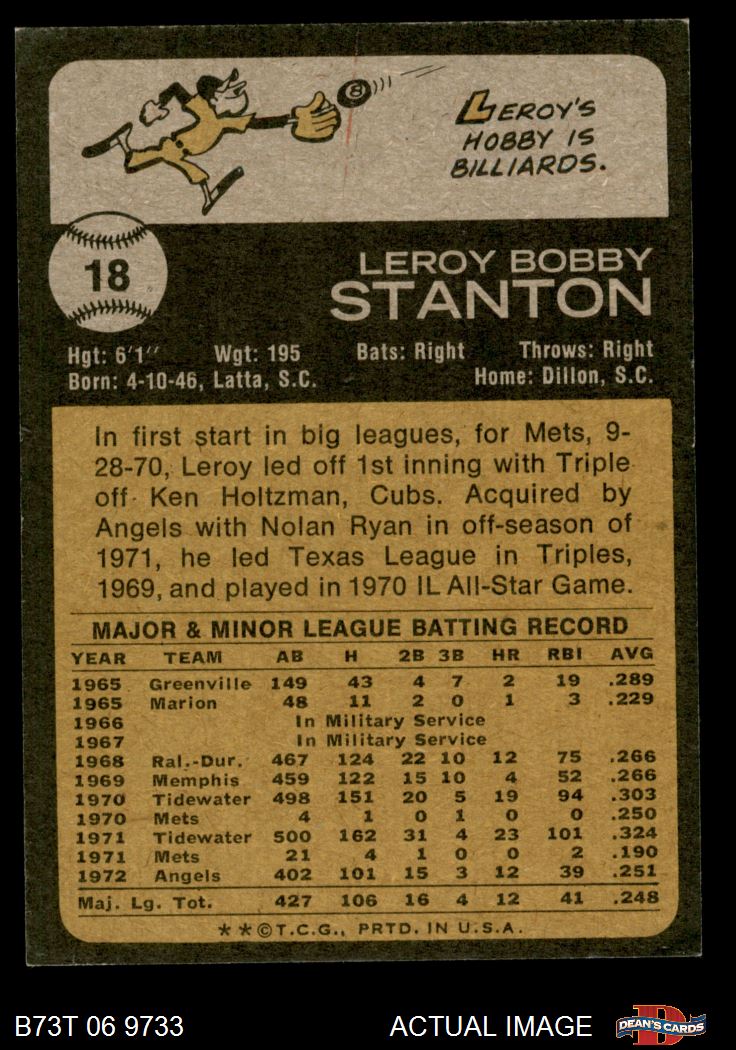 8
LEROY'S
HOBBY IS
BILLIARDS.
18
LEROY BOBBY
STANTON
Hgt: 6'1" Wgt: 195 Bats: Right Throws: Right
Born: 4-10-46, Latta, S.C. Home: Dillon, S.C.
In first start in big leagues, for Mets, 9-
28-70, Leroy led off 1st inning with Triple
off Ken Holtzman, Cubs. Acquired by
Angels with Nolan Ryan in off-season of
1971, he led Texas League in Triples,
1969, and played in 1970 IL All-Star Game.
MAJOR & MINOR LEAGUE BATTING RECORD
YEAR TEAM AB H 2B 3B HR RBI AVG
1965 Greenville 149 43 4 7 2 19 .289
1965 Marion 48 11 2 0 1 3 .229
1966 In Military Service
1967 In Military Service
1968 Ral.-Dur. 467 124 22 10 12 75 .266
1969 Memphis 459 122 15 10 4 52 .266
1970 Tidewater 498 151 20 5 19 94 .303
1970 Mets 4 1 0 1 0 0 .250
1971 Tidewater 500 162 31 4 23 101 .324
1971 Mets 21 4 1 0 0 2 .190
1972 Angels 402 101 15 3 12 39 .251
Maj. Lg. Tot. 427 106 16 4 12 41 .248
**©T.C.G., PRTD. IN U.S.A.
B73T 06 9733 ACTUAL IMAGE D DEAN'S CARDS